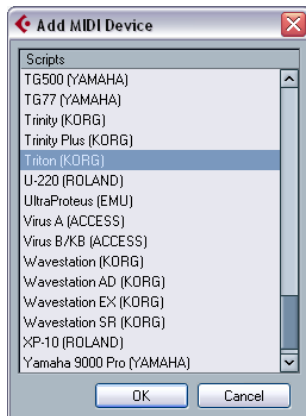 Add MIDI Device
Scripts
TG500 (YAMAHA)
TG77 (YAMAHA)
Trinity (KORG)
Trinity Plus (KORG)
Triton (KORG)
U-220 (ROLAND)
UltraProteus (EMU)
Virus A (ACCESS)
Virus B/KB (ACCESS)
Wavestation (KORG)
Wavestation AD (KORG)
Wavestation EX (KORG)
Wavestation SR (KORG)
XP-10 (ROLAND)
Yamaha 9000 Pro (YAMAHA)
OK
Cancel